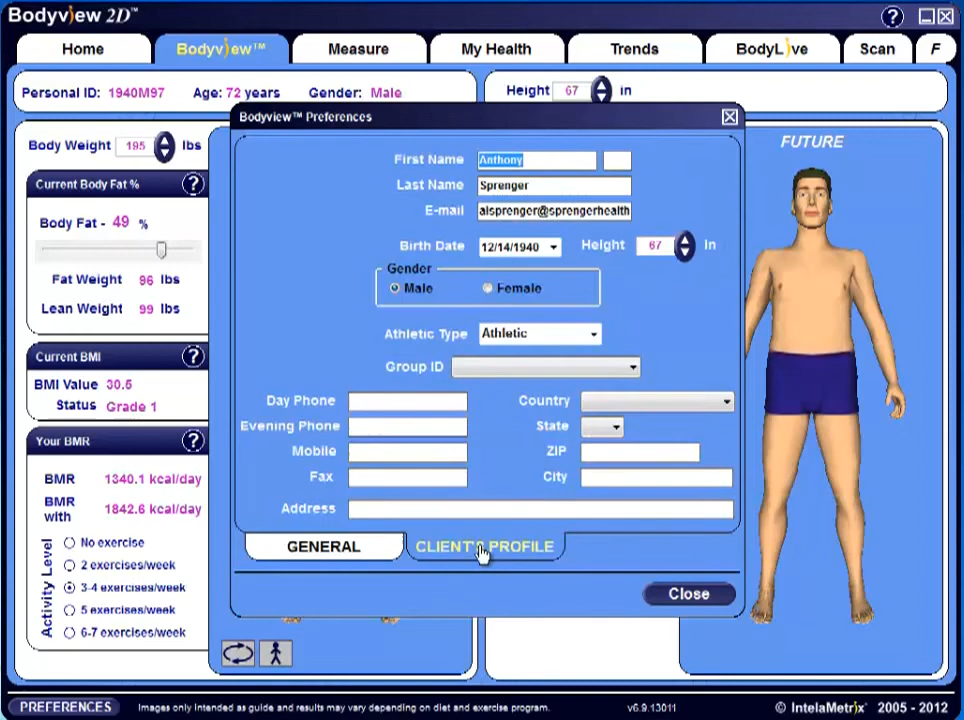 Bodyview 2D™
?
Home
Bodyview™
Measure
My Health
Trends
BodyLive
Scan
F
Personal ID: 1940M97 Age: 72 years Gender: Male
Height 67 in
Body Weight 195 lbs
Current Body Fat % ?
Body Fat - 49 %
Fat Weight 96 lbs
Lean Weight 99 lbs
Current BMI ?
BMI Value 30.5
Status Grade 1
Your BMR ?
BMR 1340.1 kcal/day
BMR with 1842.6 kcal/day
Activity Level
No exercise
2 exercises/week
3-4 exercises/week
5 exercises/week
6-7 exercises/week
Bodyview™ Preferences
First Name Anthony
Last Name Sprenger
E-mail alsprenger@sprengerhealth
Birth Date 12/14/1940 Height 67 in
Gender
Male Female
Athletic Type Athletic
Group ID
Day Phone Country
Evening Phone State
Mobile ZIP
Fax City
Address
GENERAL CLIENT'S PROFILE
Close
FUTURE
PREFERENCES
Images only intended as guide and results may vary depending on diet and exercise program.
v6.9.13011
© IntelaMetrix® 2005 - 2012